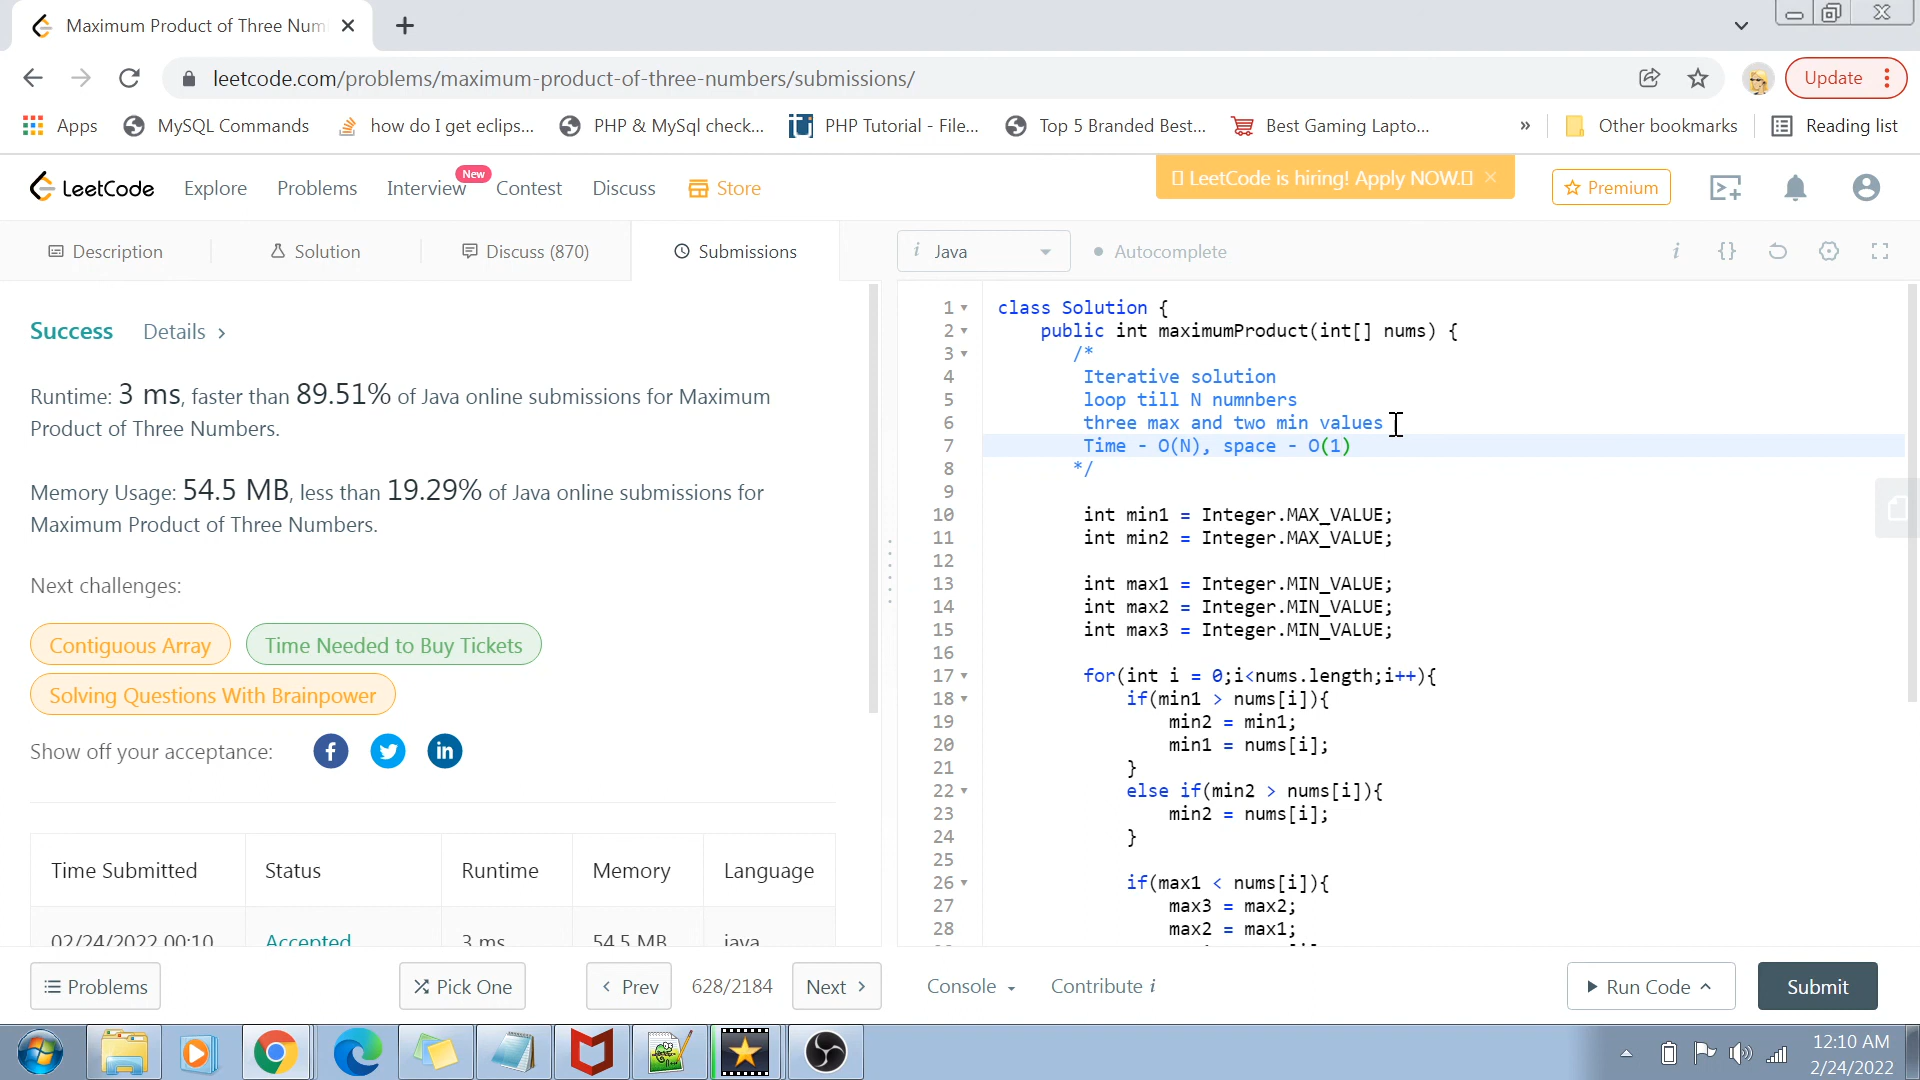 Maximum Product of Three Num
leetcode.com/problems/maximum-product-of-three-numbers/submissions/
Update
Apps
MySQL Commands
how do I get eclips...
PHP & MySql check...
PHP Tutorial - File...
Top 5 Branded Best...
Best Gaming Lapto...
»
Other bookmarks
Reading list
LeetCode
Explore
Problems
Interview
New
Contest
Discuss
Store
LeetCode is hiring! Apply NOW.
Premium
Description
Solution
Discuss (870)
Submissions
i Java
Autocomplete
Success
Details
Runtime: 3 ms, faster than 89.51% of Java online submissions for Maximum
Product of Three Numbers.
Memory Usage: 54.5 MB, less than 19.29% of Java online submissions for
Maximum Product of Three Numbers.
Next challenges:
Contiguous Array
Time Needed to Buy Tickets
Solving Questions With Brainpower
Show off your acceptance:
Time Submitted Status Runtime Memory Language
02/24/2022 00:10 Accepted 3 ms 54.5 MB java
1 class Solution {
2 public int maximumProduct(int[] nums) {
3 /*
4 Iterative solution
5 loop till N numnbers
6 three max and two min values
7 Time - O(N), space - O(1)
8 */
9
10 int min1 = Integer.MAX_VALUE;
11 int min2 = Integer.MAX_VALUE;
12
13 int max1 = Integer.MIN_VALUE;
14 int max2 = Integer.MIN_VALUE;
15 int max3 = Integer.MIN_VALUE;
16
17 for(int i = 0;i<nums.length;i++){
18 if(min1 > nums[i]){
19 min2 = min1;
20 min1 = nums[i];
21 }
22 else if(min2 > nums[i]){
23 min2 = nums[i];
24 }
25
26 if(max1 < nums[i]){
27 max3 = max2;
28 max2 = max1;
Problems
Pick One
Prev
628/2184
Next
Console
Contribute i
Run Code
Submit
12:10 AM
2/24/2022